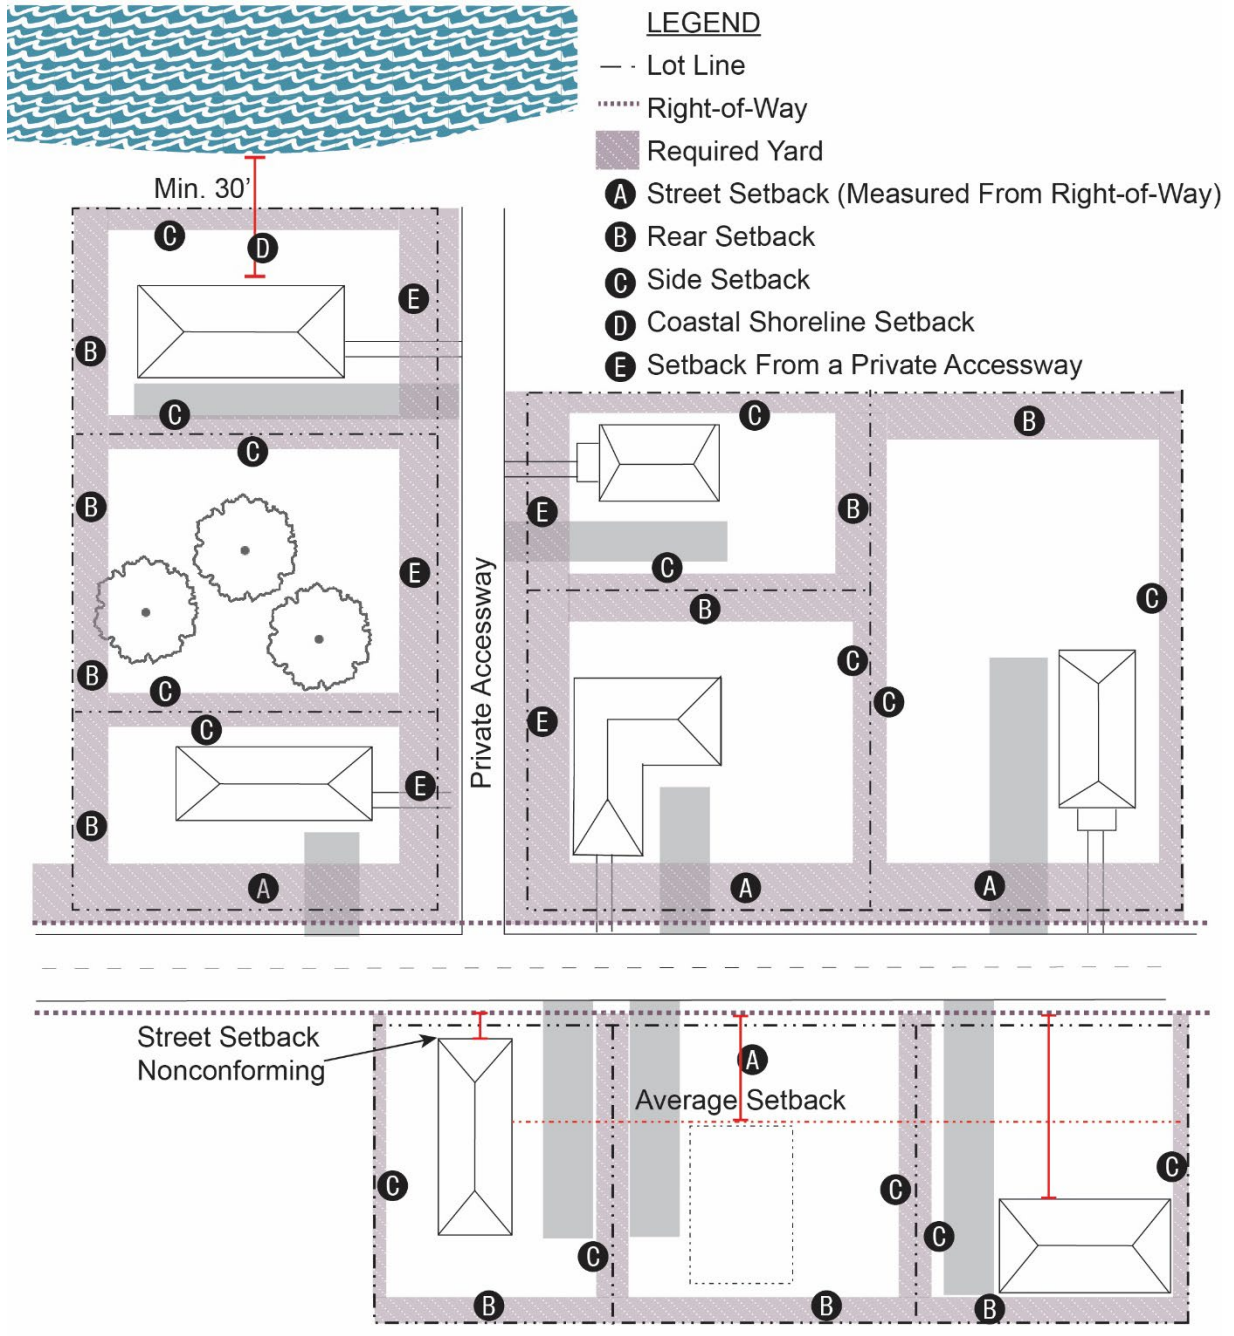 LEGEND
Lot Line
Right-of-Way
Required Yard
A Street Setback (Measured From Right-of-Way)
B Rear Setback
C Side Setback
D Coastal Shoreline Setback
E Setback From a Private Accessway
Min. 30’
C
D
E
B
C
C
B
E
B
C
C
E
B
A
Private Accessway
C
B
E
B
C
C
B
C
E
C
A
A
Street Setback
Nonconforming
A
Average Setback
C
C
C
C
C
B
B
B